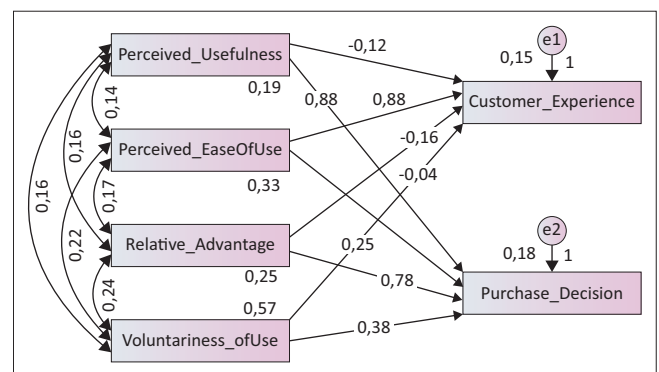 e1
Perceived_Usefulness
-0,12
0,15
1
0,19
0,88
0,88
Customer_Experience
0,14
Perceived_EaseOfUse
-0,16
0,16
0,33
-0,04
0,16
0,17
e2
Relative_Advantage
0,25
0,18
1
0,22
0,25
0,78
Purchase_Decision
0,24
0,57
0,38
Voluntariness_ofUse